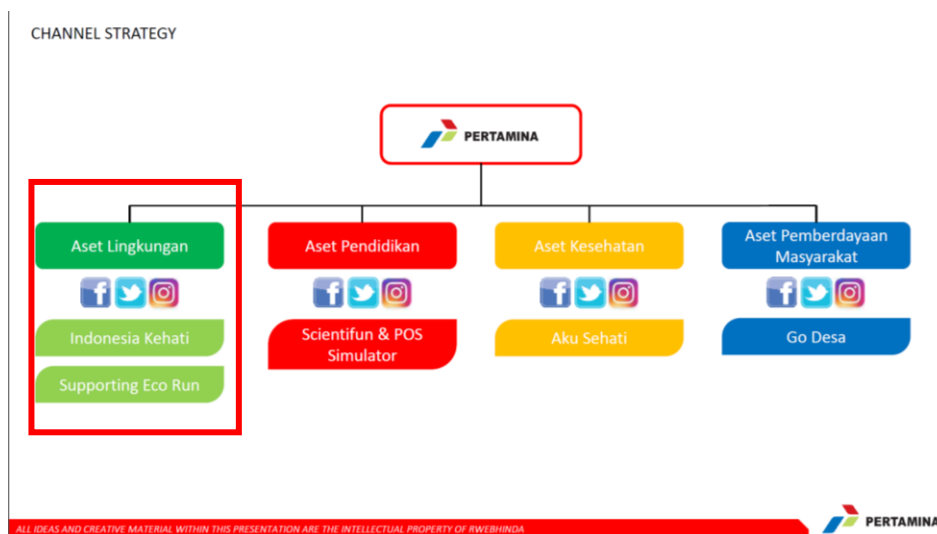 CHANNEL STRATEGY
PERTAMINA
Aset Lingkungan
Aset Pendidikan
Aset Kesehatan
Aset Pemberdayaan
Masyarakat
Indonesia Kehati
Scientifun & POS
Simulator
Aku Sehati
Go Desa
Supporting Eco Run
ALL IDEAS AND CREATIVE MATERIAL WITHIN THIS PRESENTATION ARE THE INTELLECTUAL PROPERTY OF RWEBHINDA
PERTAMINA